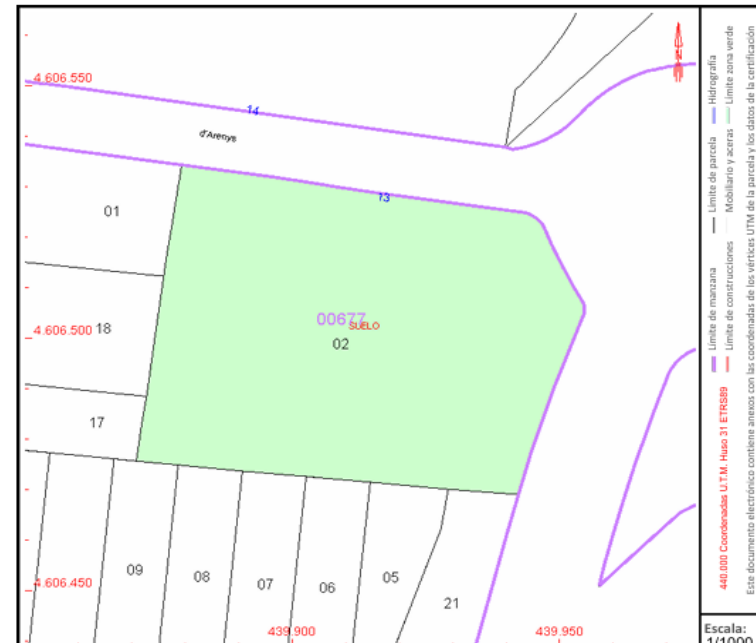 4.606.550
14
d'Arenys
13
01
00677
SUELO
02
4.606.500
18
17
09
08
07
06
05
21
4.606.450
439.900
439.950
Límite de manzana
Límite de parcela
Hidrografía
Límite de construcciones
Mobiliario y aceras
Límite zona verde
440.000 Coordenadas U.T.M. Huso 31 ETRS89
Este documento electrónico contiene anexos con las coordenadas de los vértices UTM de la parcela y los datos de la certificación
Escala:
1/1000